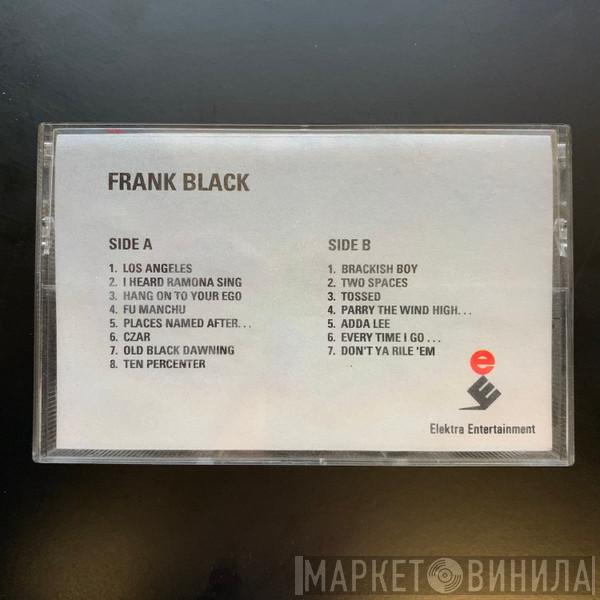 FRANK BLACK
SIDE A
1. LOS ANGELES
2. I HEARD RAMONA SING
3. HANG ON TO YOUR EGO
4. FU MANCHU
5. PLACES NAMED AFTER...
6. CZAR
7. OLD BLACK DAWNING
8. TEN PERCENTER
SIDE B
1. BRACKISH BOY
2. TWO SPACES
3. TOSSED
4. PARRY THE WIND HIGH...
5. ADDA LEE
6. EVERY TIME I GO...
7. DON'T YA RILE 'EM
e
E
Elektra Entertainment
МАРКЕТ ВИНИЛА